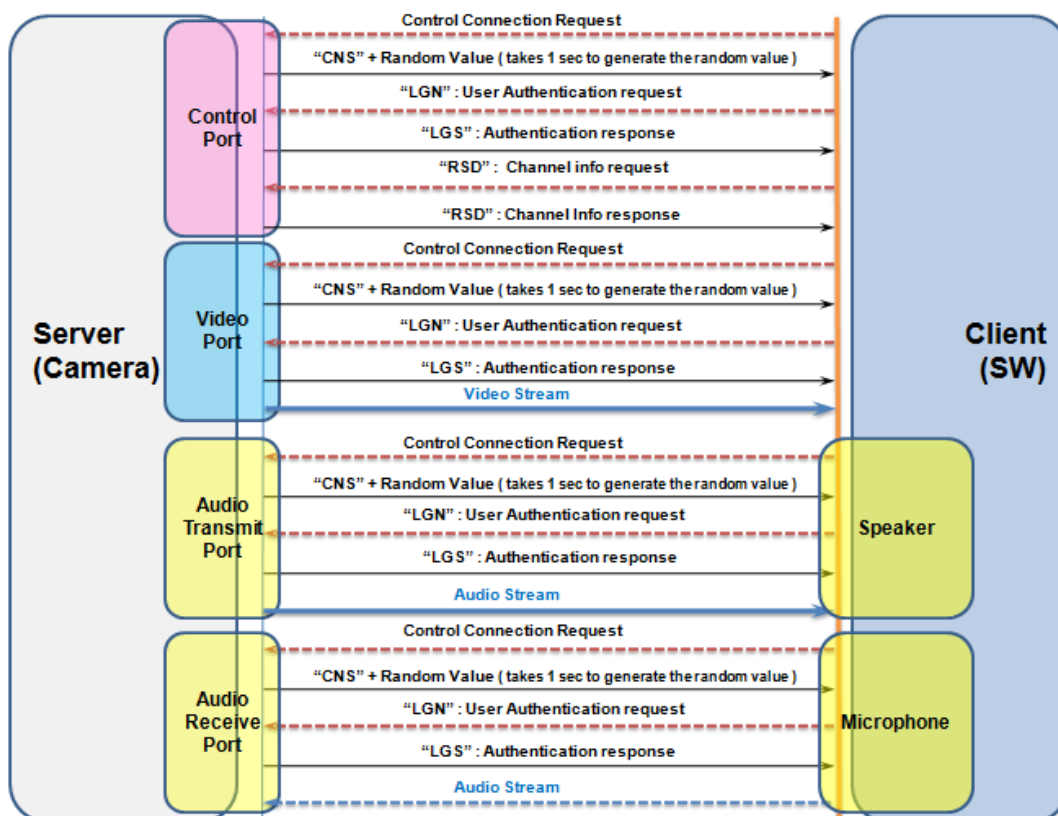 Control Connection Request
“CNS” + Random Value ( takes 1 sec to generate the random value )
“LGN” : User Authentication request
Control
Port
“LGS” : Authentication response
“RSD” : Channel info request
“RSD” : Channel Info response
Control Connection Request
“CNS” + Random Value ( takes 1 sec to generate the random value )
Video
Port
“LGN” : User Authentication request
“LGS” : Authentication response
Video Stream
Server
(Camera)
Client
(SW)
Control Connection Request
“CNS” + Random Value ( takes 1 sec to generate the random value )
Audio
Transmit
Port
“LGN” : User Authentication request
“LGS” : Authentication response
Audio Stream
Speaker
Control Connection Request
“CNS” + Random Value ( takes 1 sec to generate the random value )
Audio
Receive
Port
“LGN” : User Authentication request
“LGS” : Authentication response
Audio Stream
Microphone